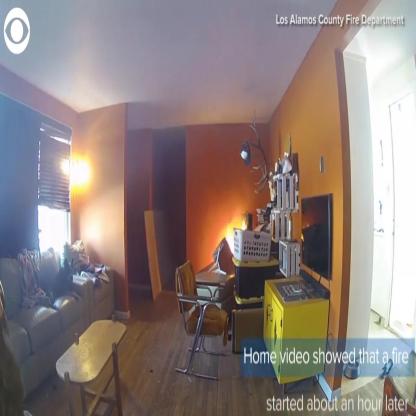 Los Alamos County Fire Department
Home video showed that a fire
started about an hour later